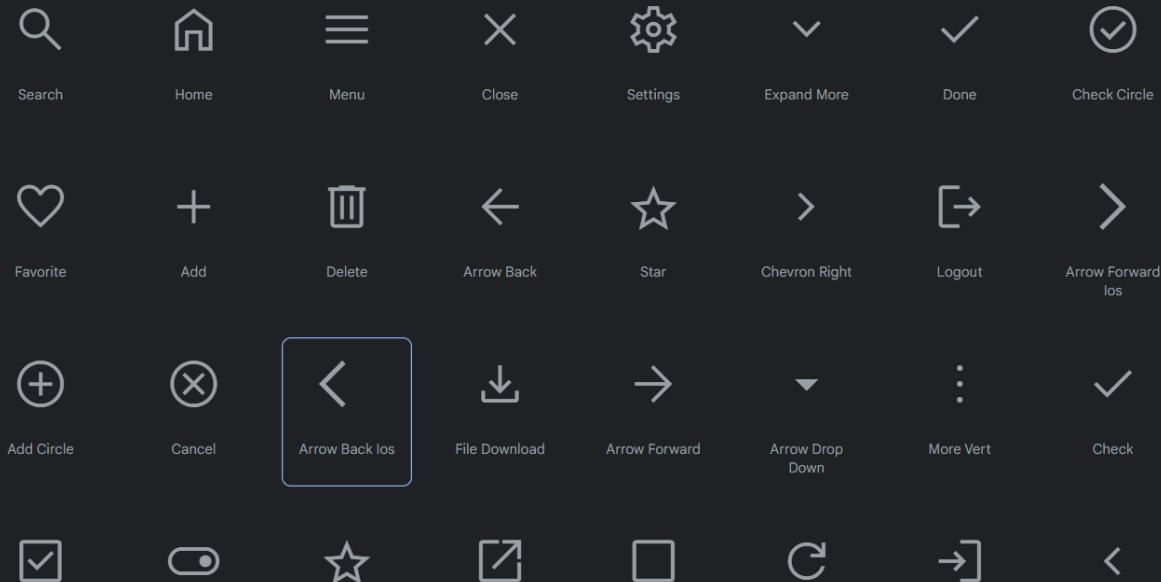 Search
Home
Menu
Close
Settings
Expand More
Done
Check Circle
Favorite
Add
Delete
Arrow Back
Star
Chevron Right
Logout
Arrow Forward
Ios
Add Circle
Cancel
Arrow Back Ios
File Download
Arrow Forward
Arrow Drop
Down
More Vert
Check